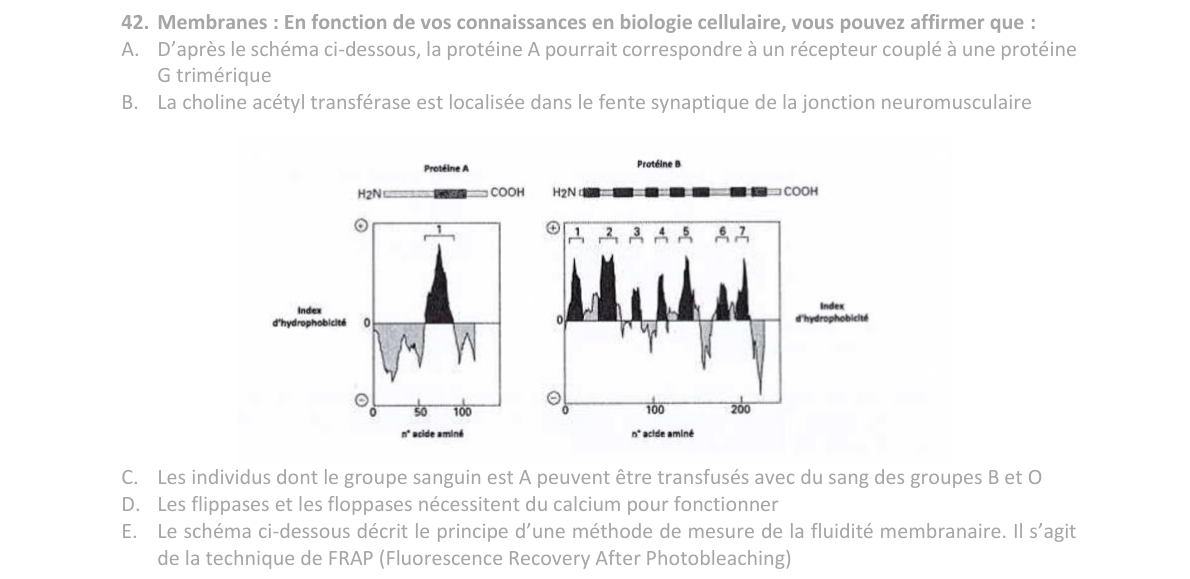 42. Membranes : En fonction de vos connaissances en biologie cellulaire, vous pouvez affirmer que :
A. D’après le schéma ci-dessous, la protéine A pourrait correspondre à un récepteur couplé à une protéine
G trimérique
B. La choline acétyl transférase est localisée dans le fente synaptique de la jonction neuromusculaire
Protéine A
Protéine B
H2N COOH
H2N COOH
+
1
+
1 2 3 4 5 6 7
Index
d'hydrophobicité
0
0
Index
d'hydrophobicité
−
−
0 50 100
0 100 200
n° acide aminé
n° acide aminé
C. Les individus dont le groupe sanguin est A peuvent être transfusés avec du sang des groupes B et O
D. Les flippases et les floppases nécessitent du calcium pour fonctionner
E. Le schéma ci-dessous décrit le principe d’une méthode de mesure de la fluidité membranaire. Il s’agit
de la technique de FRAP (Fluorescence Recovery After Photobleaching)